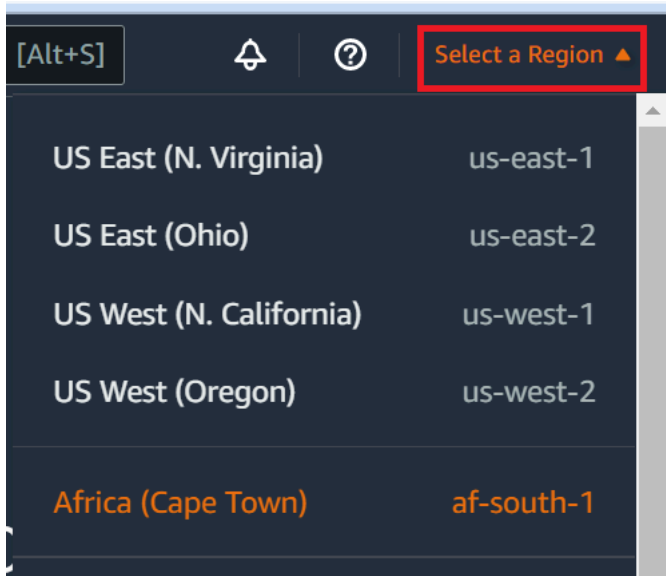 [Alt+S] Select a Region
US East (N. Virginia) us-east-1
US East (Ohio) us-east-2
US West (N. California) us-west-1
US West (Oregon) us-west-2
Africa (Cape Town) af-south-1